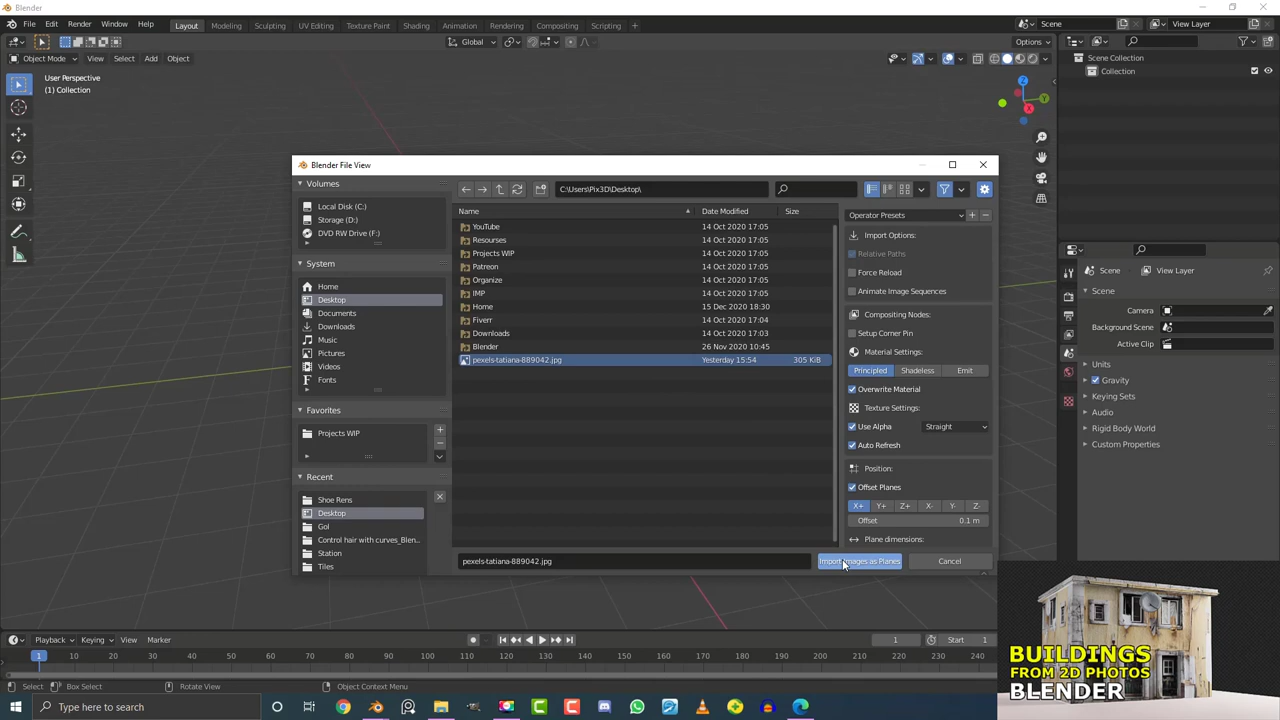 Blender
File Edit Render Window Help Layout Modeling Sculpting UV Editing Texture Paint Shading Animation Rendering Compositing Scripting + Scene View Layer
Global Options
Object Mode View Select Add Object
User Perspective
(1) Collection
Z
Y
X
Scene Collection
Collection
Scene View Layer
Scene
Camera
Background Scene
Active Clip
Units
Gravity
Keying Sets
Audio
Rigid Body World
Custom Properties
Blender File View
Volumes
Local Disk (C:)
Storage (D:)
DVD RW Drive (F:)
System
Home
Desktop
Documents
Downloads
Music
Pictures
Videos
Fonts
Favorites
Projects WIP
Recent
Shoe Rens
Desktop
Gol
Control hair with curves_Blen...
Station
Tiles
C:\Users\Pix3D\Desktop\
Name Date Modified Size
YouTube 14 Oct 2020 17:05
Resourses 14 Oct 2020 17:05
Projects WIP 14 Oct 2020 17:05
Patreon 14 Oct 2020 17:05
Organize 14 Oct 2020 17:05
IMP 14 Oct 2020 17:05
Home 15 Dec 2020 18:30
Fiverr 14 Oct 2020 17:04
Downloads 14 Oct 2020 17:03
Blender 26 Nov 2020 10:45
pexels-tatiana-889042.jpg Yesterday 15:54 305 KiB
Operator Presets
Import Options:
Relative Paths
Force Reload
Animate Image Sequences
Compositing Nodes:
Setup Corner Pin
Material Settings:
Principled Shadeless Emit
Overwrite Material
Texture Settings:
Use Alpha Straight
Auto Refresh
Position:
Offset Planes
X+ Y+ Z+ X- Y- Z-
Offset 0.1 m
Plane dimensions:
pexels-tatiana-889042.jpg Import Images as Planes Cancel
Playback Keying View Marker 1 Start 1
1 10 20 30 40 50 60 70 80 90 100 110 120 130 140 150 160 170 180 190 200 210 220 230 240
Select Box Select Rotate View Object Context Menu
Type here to search
BUILDINGS
FROM 2D PHOTOS
BLENDER